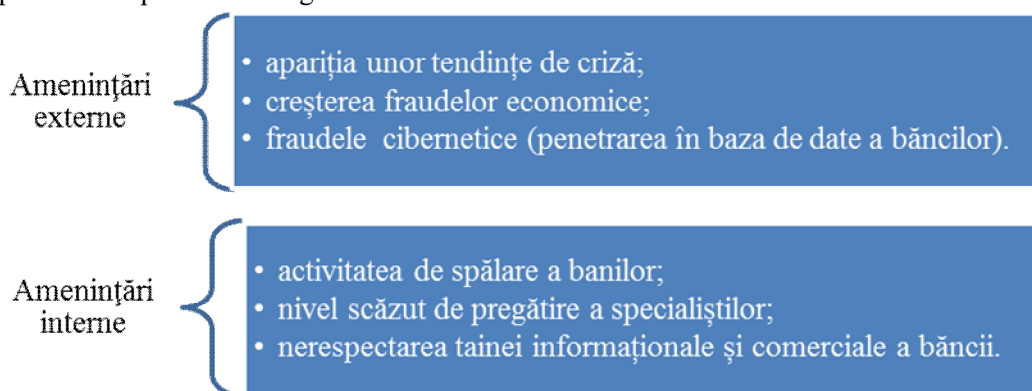 Amenințări
externe
• apariția unor tendințe de criză;
• creșterea fraudelor economice;
• fraudele cibernetice (penetrarea în baza de date a băncilor).
Amenințări
interne
• activitatea de spălare a banilor;
• nivel scăzut de pregătire a specialiștilor;
• nerespectarea tainei informaționale și comerciale a băncii.